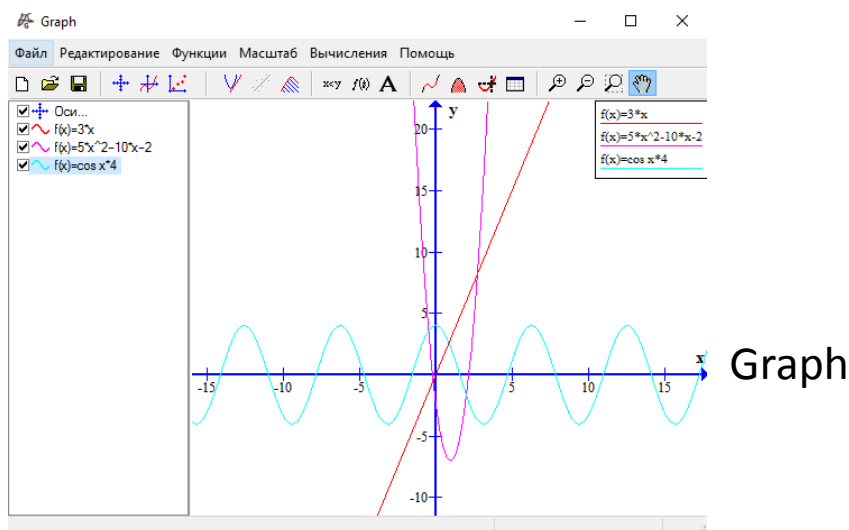 Graph
Файл Редактирование Функции Масштаб Вычисления Помощь
x<y f(t) A
Оси...
f(x)=3*x
f(x)=5*x^2-10*x-2
f(x)=cos x*4
f(x)=3*x
f(x)=5*x^2-10*x-2
f(x)=cos x*4
y
20
15
10
5
x
-15 -10 -5 5 10 15
-5
-10
Graph